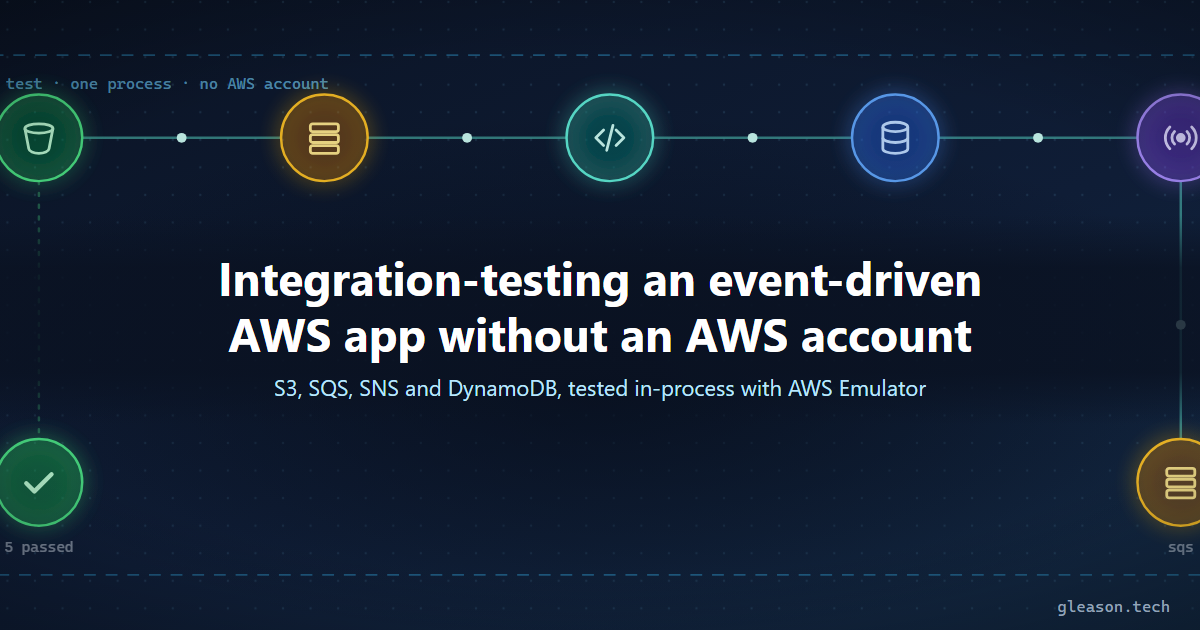 test · one process · no AWS account
Integration-testing an event-driven
AWS app without an AWS account
S3, SQS, SNS and DynamoDB, tested in-process with AWS Emulator
5 passed
sqs
gleason.tech